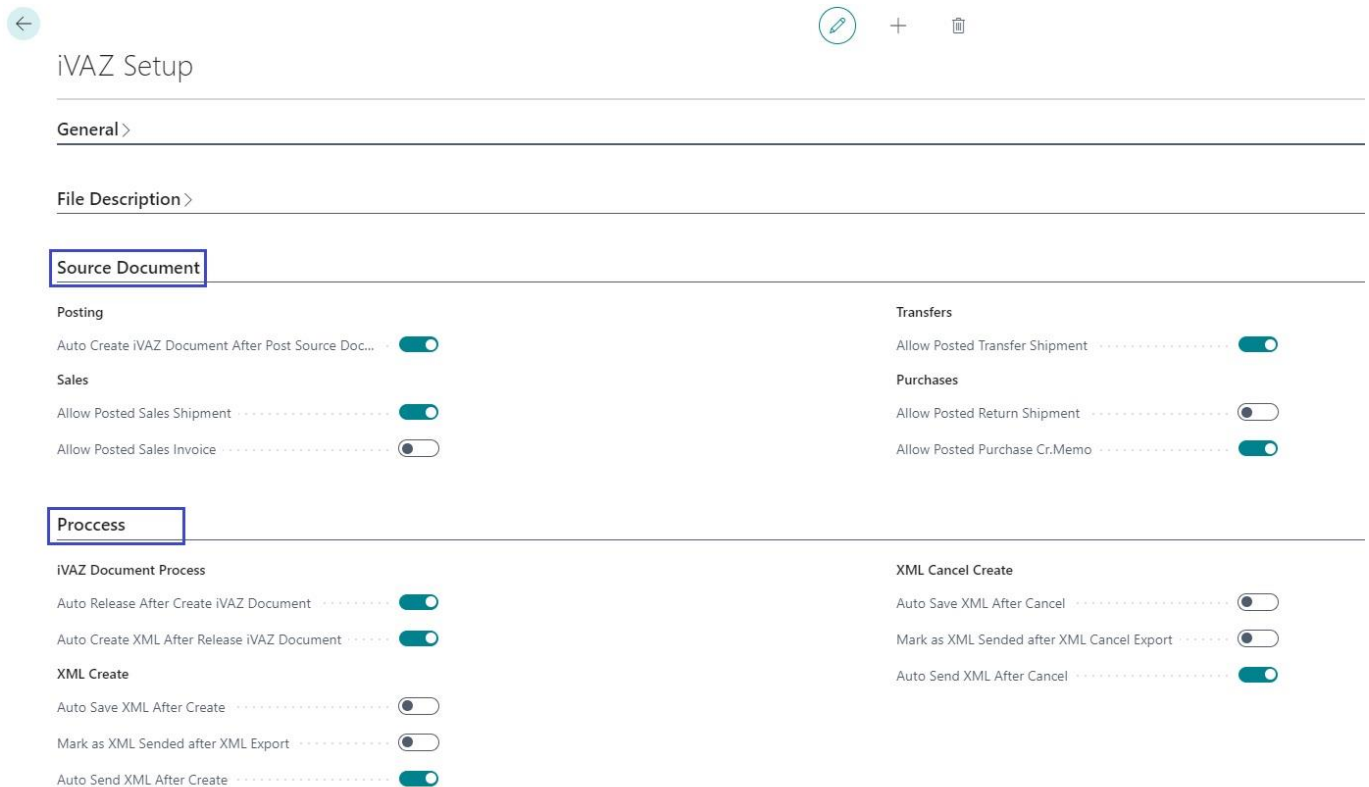 iVAZ Setup
General
File Description
Source Document
Posting
Auto Create iVAZ Document After Post Source Doc...
Sales
Allow Posted Sales Shipment
Allow Posted Sales Invoice
Transfers
Allow Posted Transfer Shipment
Purchases
Allow Posted Return Shipment
Allow Posted Purchase Cr.Memo
Proccess
iVAZ Document Process
Auto Release After Create iVAZ Document
Auto Create XML After Release iVAZ Document
XML Create
Auto Save XML After Create
Mark as XML Sended after XML Export
Auto Send XML After Create
XML Cancel Create
Auto Save XML After Cancel
Mark as XML Sended after XML Cancel Export
Auto Send XML After Cancel